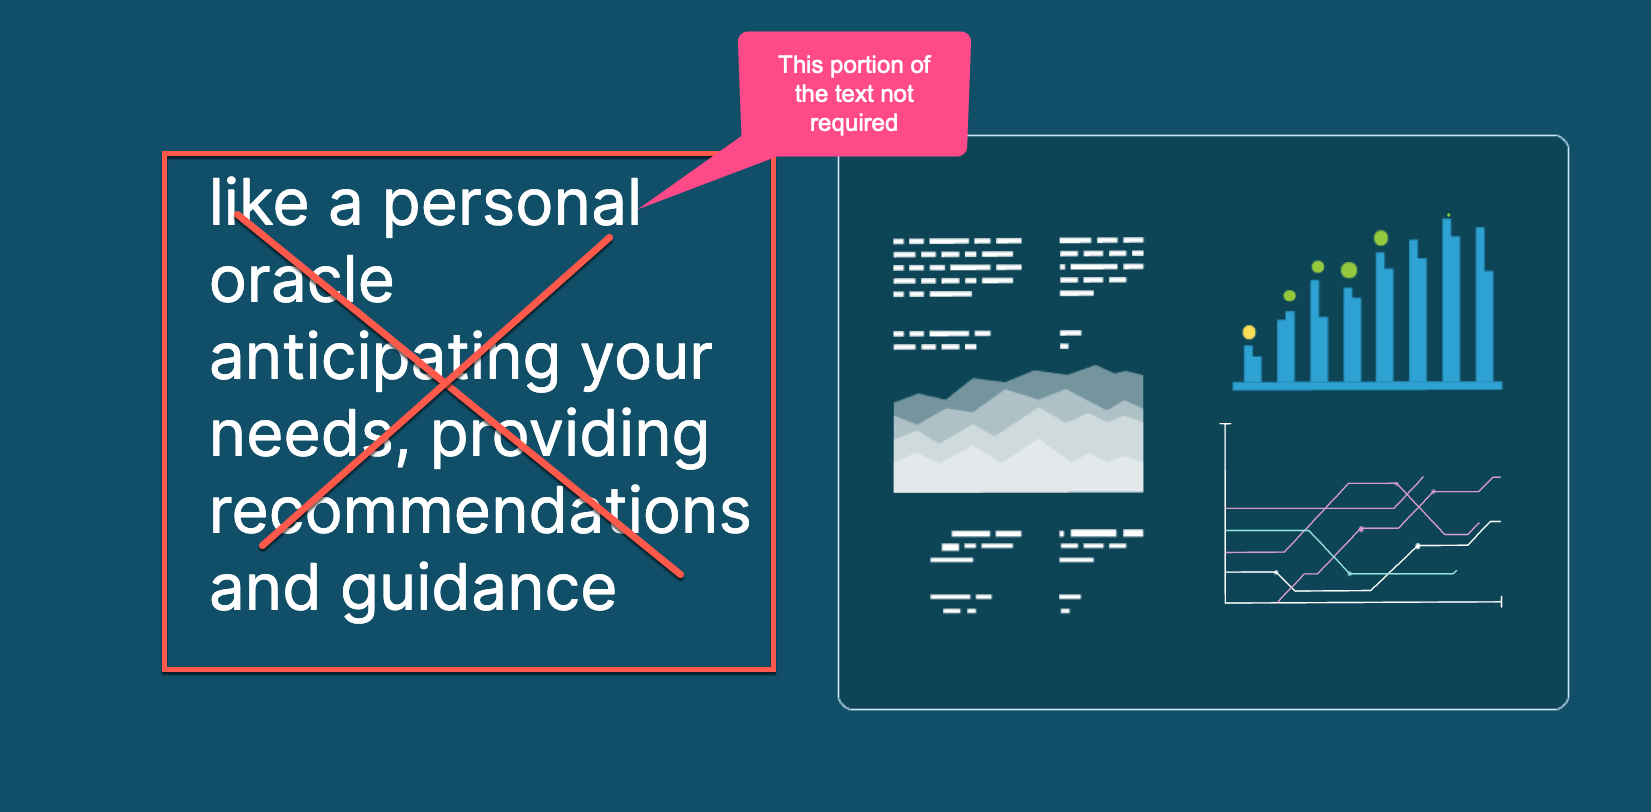 This portion of
the text not
required
like a personal
oracle
anticipating your
needs, providing
recommendations
and guidance